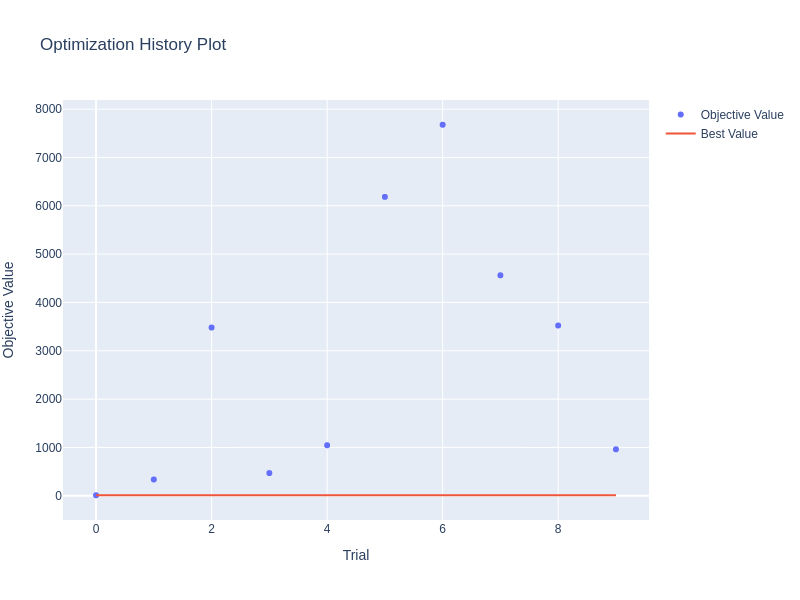 Optimization History Plot
Objective Value
Best Value
8000
7000
6000
5000
4000
3000
2000
1000
0
Objective Value
0 2 4 6 8
Trial